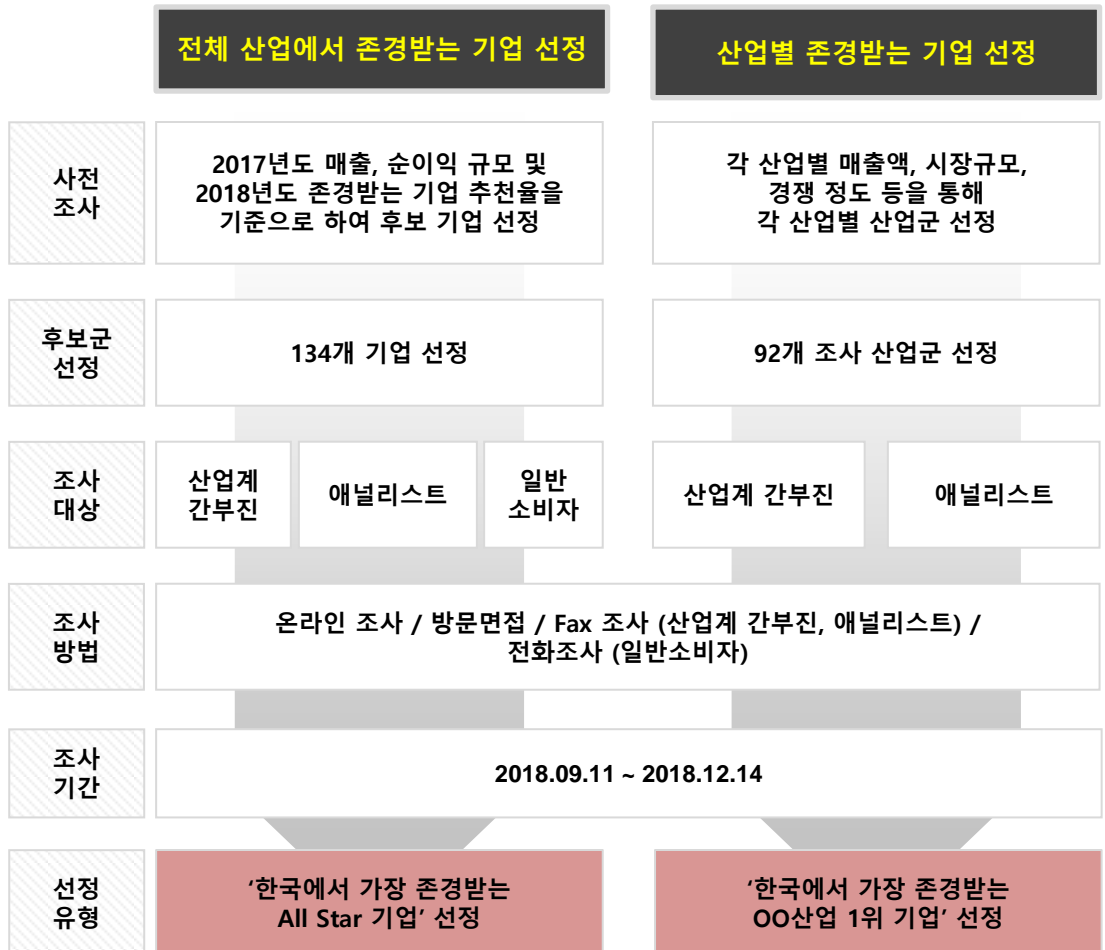 전체 산업에서 존경받는 기업 선정
산업별 존경받는 기업 선정
사전
조사
2017년도 매출, 순이익 규모 및
2018년도 존경받는 기업 추천율을
기준으로 하여 후보 기업 선정
각 산업별 매출액, 시장규모,
경쟁 정도 등을 통해
각 산업별 산업군 선정
후보군
선정
134개 기업 선정
92개 조사 산업군 선정
조사
대상
산업계
간부진
애널리스트
일반
소비자
산업계 간부진
애널리스트
조사
방법
온라인 조사 / 방문면접 / Fax 조사 (산업계 간부진, 애널리스트) /
전화조사 (일반소비자)
조사
기간
2018.09.11 ~ 2018.12.14
선정
유형
‘한국에서 가장 존경받는
All Star 기업’ 선정
‘한국에서 가장 존경받는
OO산업 1위 기업’ 선정